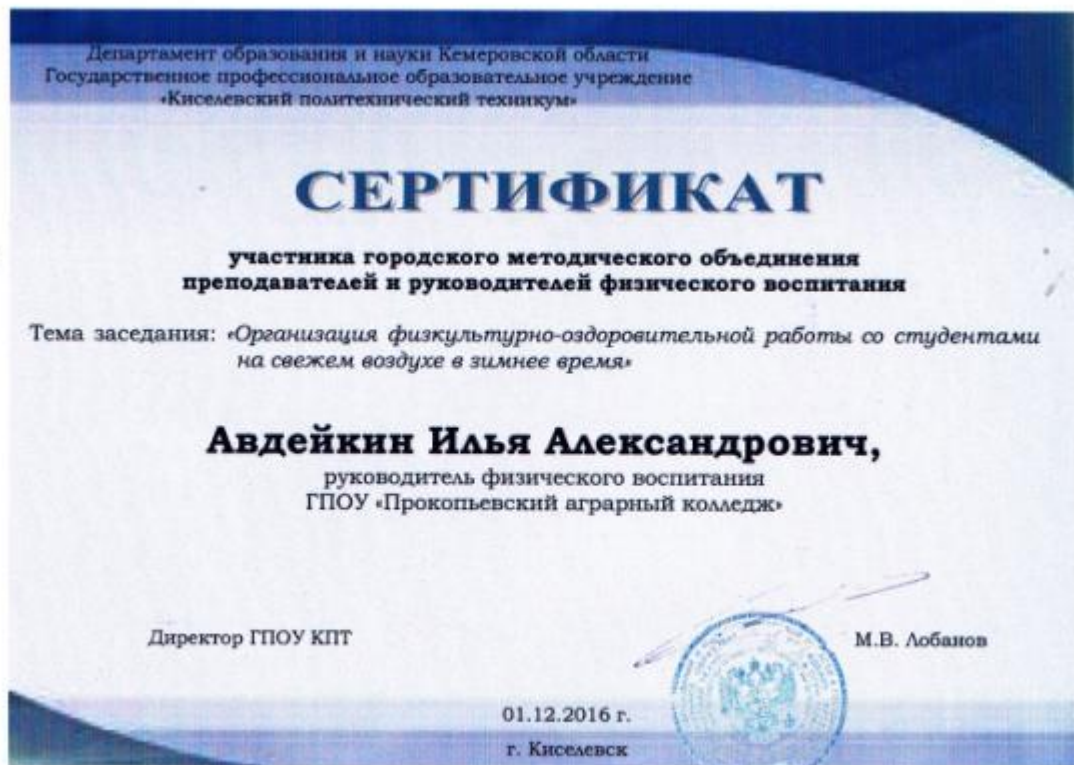 Департамент образования и науки Кемеровской области
Государственное профессиональное образовательное учреждение
«Киселевский политехнический техникум»
СЕРТИФИКАТ
участника городского методического объединения
преподавателей и руководителей физического воспитания
Тема заседания: «Организация физкультурно-оздоровительной работы со студентами
на свежем воздухе в зимнее время»
Авдейкин Илья Александрович,
руководитель физического воспитания
ГПОУ «Прокопьевский аграрный колледж»
Директор ГПОУ КПТ
М.В. Лобанов
01.12.2016 г.
г. Киселевск